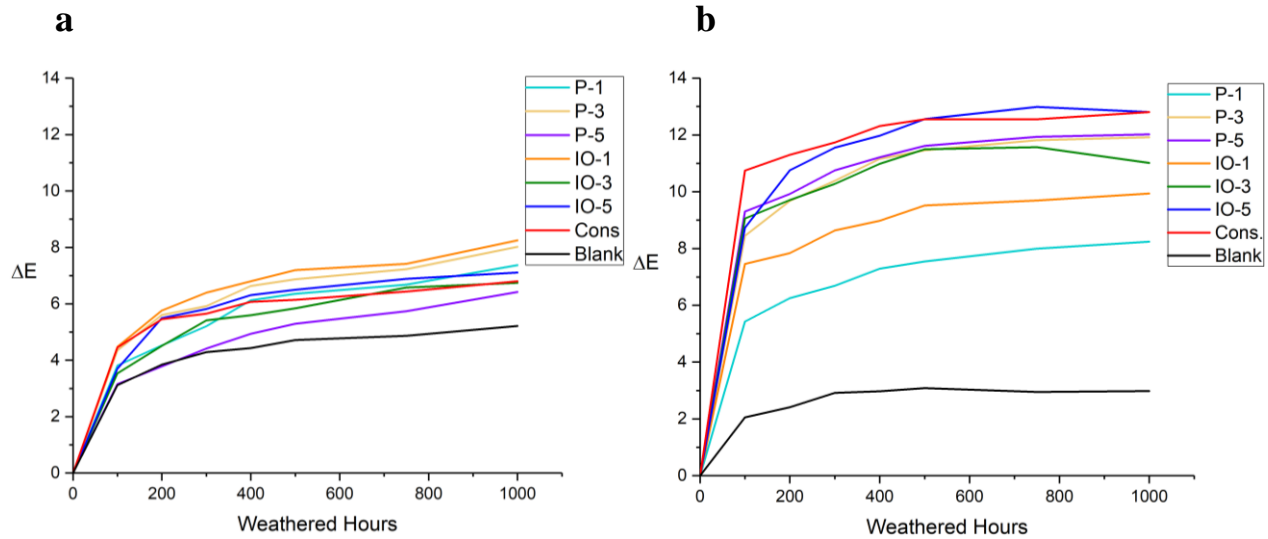 a
14
12
10
8
6
4
2
0
ΔE
0 200 400 600 800 1000
Weathered Hours
P-1
P-3
P-5
IO-1
IO-3
IO-5
Cons
Blank
b
14
12
10
8
6
4
2
0
ΔE
0 200 400 600 800 1000
Weathered Hours
P-1
P-3
P-5
IO-1
IO-3
IO-5
Cons.
Blank